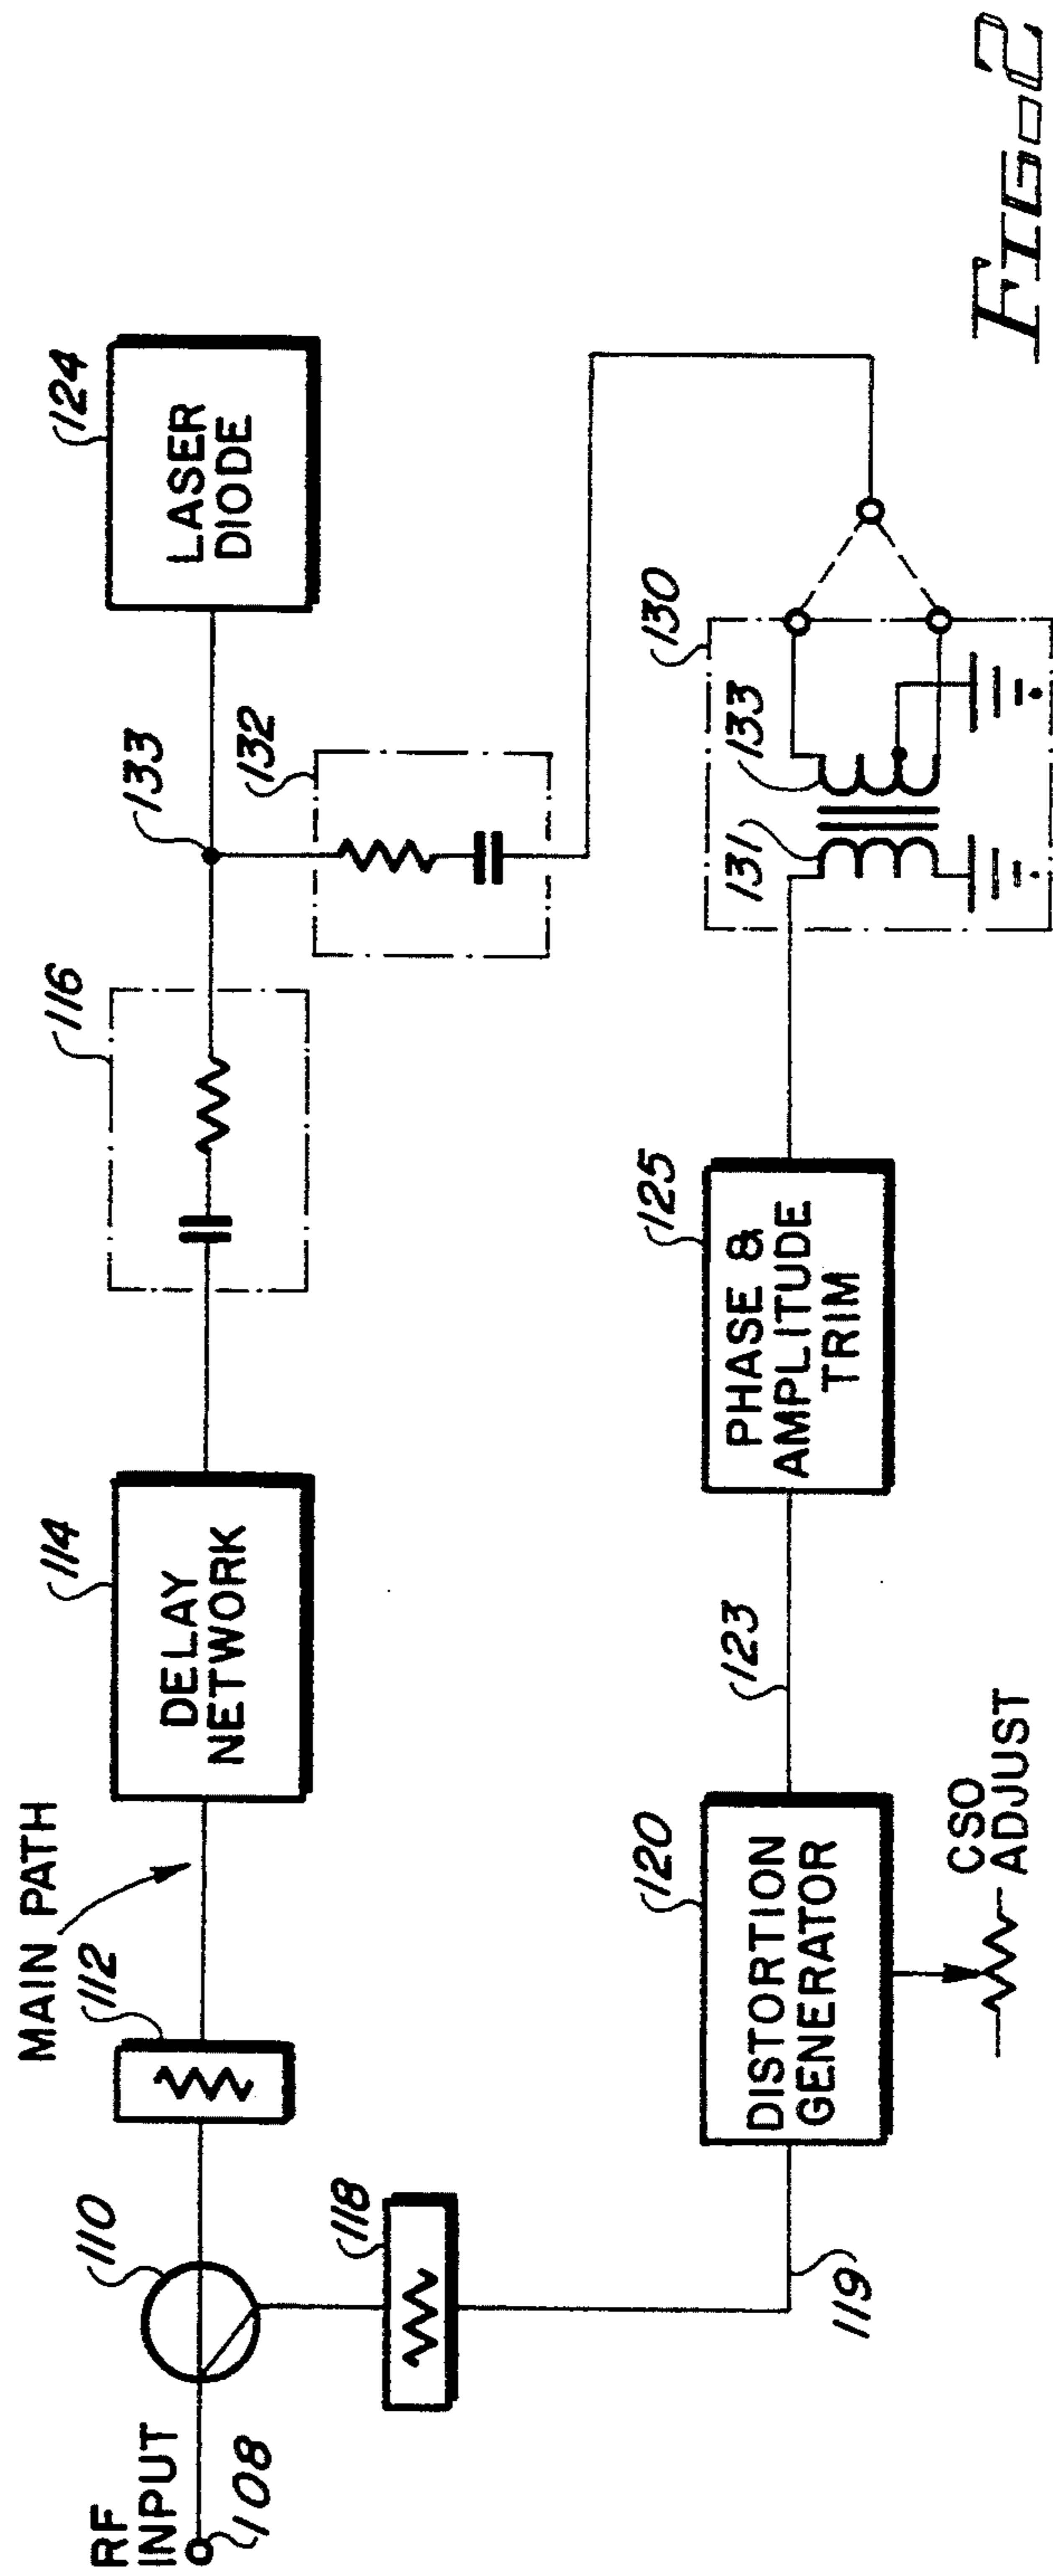 RF
INPUT
108
110
112
MAIN PATH
114
DELAY
NETWORK
116
133
124
LASER
DIODE
132
118
119
120
DISTORTION
GENERATOR
CSO
ADJUST
123
125
PHASE &
AMPLITUDE
TRIM
130
131
133
FIG-2